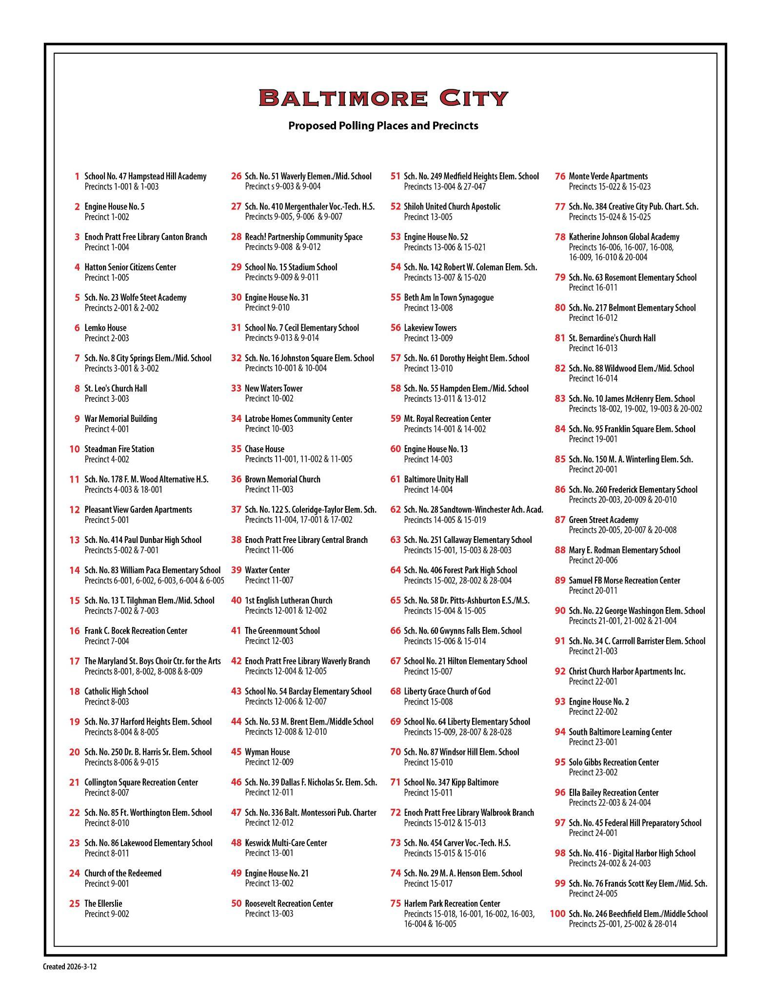 BALTIMORE CITY
Proposed Polling Places and Precincts
1 School No. 47 Hampstead Hill Academy
Precincts 1-001 & 1-003
2 Engine House No. 5
Precinct 1-002
3 Enoch Pratt Free Library Canton Branch
Precinct 1-004
4 Hatton Senior Citizens Center
Precinct 1-005
5 Sch. No. 23 Wolfe Steet Academy
Precincts 2-001 & 2-002
6 Lemko House
Precinct 2-003
7 Sch. No. 8 City Springs Elem./Mid. School
Precincts 3-001 & 3-002
8 St. Leo's Church Hall
Precinct 3-003
9 War Memorial Building
Precinct 4-001
10 Steadman Fire Station
Precinct 4-002
11 Sch. No. 178 F. M. Wood Alternative H.S.
Precincts 4-003 & 18-001
12 Pleasant View Garden Apartments
Precinct 5-001
13 Sch. No. 414 Paul Dunbar High School
Precincts 5-002 & 7-001
14 Sch. No. 83 William Paca Elementary School
Precincts 6-001, 6-002, 6-003, 6-004 & 6-005
15 Sch. No. 13 T. Tilghman Elem./Mid. School
Precincts 7-002 & 7-003
16 Frank C. Bocek Recreation Center
Precinct 7-004
17 The Maryland St. Boys Choir Ctr. for the Arts
Precincts 8-001, 8-002, 8-008 & 8-009
18 Catholic High School
Precinct 8-003
19 Sch. No. 37 Harford Heights Elem. School
Precincts 8-004 & 8-005
20 Sch. No. 250 Dr. B. Harris Sr. Elem. School
Precincts 8-006 & 9-015
21 Collington Square Recreation Center
Precinct 8-007
22 Sch. No. 85 Ft. Worthington Elem. School
Precinct 8-010
23 Sch. No. 86 Lakewood Elementary School
Precinct 8-011
24 Church of the Redeemed
Precinct 9-001
25 The Ellerslie
Precinct 9-002
26 Sch. No. 51 Waverly Elemen./Mid. School
Precinct s 9-003 & 9-004
27 Sch. No. 410 Mergenthaler Voc.-Tech. H.S.
Precincts 9-005, 9-006 & 9-007
28 Reach! Partnership Community Space
Precincts 9-008 & 9-012
29 School No. 15 Stadium School
Precincts 9-009 & 9-011
30 Engine House No. 31
Precinct 9-010
31 School No. 7 Cecil Elementary School
Precincts 9-013 & 9-014
32 Sch. No. 16 Johnston Square Elem. School
Precincts 10-001 & 10-004
33 New Waters Tower
Precinct 10-002
34 Latrobe Homes Community Center
Precinct 10-003
35 Chase House
Precincts 11-001, 11-002 & 11-005
36 Brown Memorial Church
Precinct 11-003
37 Sch. No. 122 S. Coleridge-Taylor Elem. Sch.
Precincts 11-004, 17-001 & 17-002
38 Enoch Pratt Free Library Central Branch
Precinct 11-006
39 Waxter Center
Precinct 11-007
40 1st English Lutheran Church
Precincts 12-001 & 12-002
41 The Greenmount School
Precinct 12-003
42 Enoch Pratt Free Library Waverly Branch
Precincts 12-004 & 12-005
43 School No. 54 Barclay Elementary School
Precincts 12-006 & 12-007
44 Sch. No. 53 M. Brent Elem./Middle School
Precincts 12-008 & 12-010
45 Wyman House
Precinct 12-009
46 Sch. No. 39 Dallas F. Nicholas Sr. Elem. Sch.
Precinct 12-011
47 Sch. No. 336 Balt. Montessori Pub. Charter
Precinct 12-012
48 Keswick Multi-Care Center
Precinct 13-001
49 Engine House No. 21
Precinct 13-002
50 Roosevelt Recreation Center
Precinct 13-003
51 Sch. No. 249 Medfield Heights Elem. School
Precincts 13-004 & 27-047
52 Shiloh United Church Apostolic
Precinct 13-005
53 Engine House No. 52
Precincts 13-006 & 15-021
54 Sch. No. 142 Robert W. Coleman Elem. Sch.
Precincts 13-007 & 15-020
55 Beth Am In Town Synagogue
Precinct 13-008
56 Lakeview Towers
Precinct 13-009
57 Sch. No. 61 Dorothy Height Elem. School
Precinct 13-010
58 Sch. No. 55 Hampden Elem./Mid. School
Precincts 13-011 & 13-012
59 Mt. Royal Recreation Center
Precincts 14-001 & 14-002
60 Engine House No. 13
Precinct 14-003
61 Baltimore Unity Hall
Precinct 14-004
62 Sch. No. 28 Sandtown-Winchester Ach. Acad.
Precincts 14-005 & 15-019
63 Sch. No. 251 Callaway Elementary School
Precincts 15-001, 15-003 & 28-003
64 Sch. No. 406 Forest Park High School
Precincts 15-002, 28-002 & 28-004
65 Sch. No. 58 Dr. Pitts-Ashburton E.S./M.S.
Precincts 15-004 & 15-005
66 Sch. No. 60 Gwynns Falls Elem. School
Precincts 15-006 & 15-014
67 School No. 21 Hilton Elementary School
Precinct 15-007
68 Liberty Grace Church of God
Precinct 15-008
69 School No. 64 Liberty Elementary School
Precincts 15-009, 28-007 & 28-028
70 Sch. No. 87 Windsor Hill Elem. School
Precinct 15-010
71 School No. 347 Kipp Baltimore
Precinct 15-011
72 Enoch Pratt Free Library Walbrook Branch
Precincts 15-012 & 15-013
73 Sch. No. 454 Carver Voc.-Tech. H.S.
Precincts 15-015 & 15-016
74 Sch. No. 29 M. A. Henson Elem. School
Precinct 15-017
75 Harlem Park Recreation Center
Precincts 15-018, 16-001, 16-002, 16-003,
16-004 & 16-005
76 Monte Verde Apartments
Precincts 15-022 & 15-023
77 Sch. No. 384 Creative City Pub. Chart. Sch.
Precincts 15-024 & 15-025
78 Katherine Johnson Global Academy
Precincts 16-006, 16-007, 16-008,
16-009, 16-010 & 20-004
79 Sch. No. 63 Rosemont Elementary School
Precinct 16-011
80 Sch. No. 217 Belmont Elementary School
Precinct 16-012
81 St. Bernardine's Church Hall
Precinct 16-013
82 Sch. No. 88 Wildwood Elem./Mid. School
Precinct 16-014
83 Sch. No. 10 James McHenry Elem. School
Precincts 18-002, 19-002, 19-003 & 20-002
84 Sch. No. 95 Franklin Square Elem. School
Precinct 19-001
85 Sch. No. 150 M. A. Winterling Elem. Sch.
Precinct 20-001
86 Sch. No. 260 Frederick Elementary School
Precincts 20-003, 20-009 & 20-010
87 Green Street Academy
Precincts 20-005, 20-007 & 20-008
88 Mary E. Rodman Elementary School
Precinct 20-006
89 Samuel FB Morse Recreation Center
Precinct 20-011
90 Sch. No. 22 George Washingon Elem. School
Precincts 21-001, 21-002 & 21-004
91 Sch. No. 34 C. Carrroll Barrister Elem. School
Precinct 21-003
92 Christ Church Harbor Apartments Inc.
Precinct 22-001
93 Engine House No. 2
Precinct 22-002
94 South Baltimore Learning Center
Precinct 23-001
95 Solo Gibbs Recreation Center
Precinct 23-002
96 Ella Bailey Recreation Center
Precincts 22-003 & 24-004
97 Sch. No. 45 Federal Hill Preparatory School
Precinct 24-001
98 Sch. No. 416 - Digital Harbor High School
Precincts 24-002 & 24-003
99 Sch. No. 76 Francis Scott Key Elem./Mid. Sch.
Precinct 24-005
100 Sch. No. 246 Beechfield Elem./Middle School
Precincts 25-001, 25-002 & 28-014
Created 2026-3-12